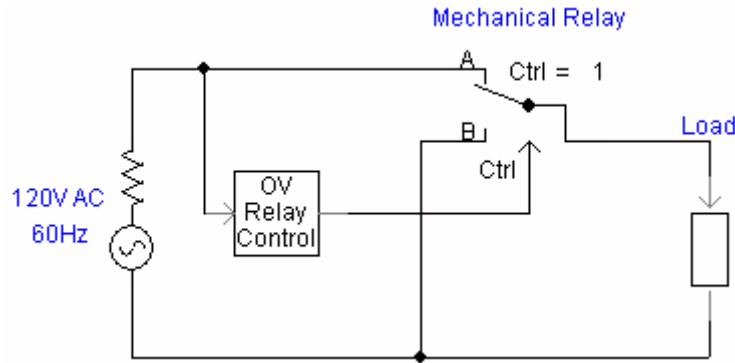 Mechanical Relay
A
Ctrl = 1
B
Load
Ctrl
120V AC
60Hz
OV
Relay
Control